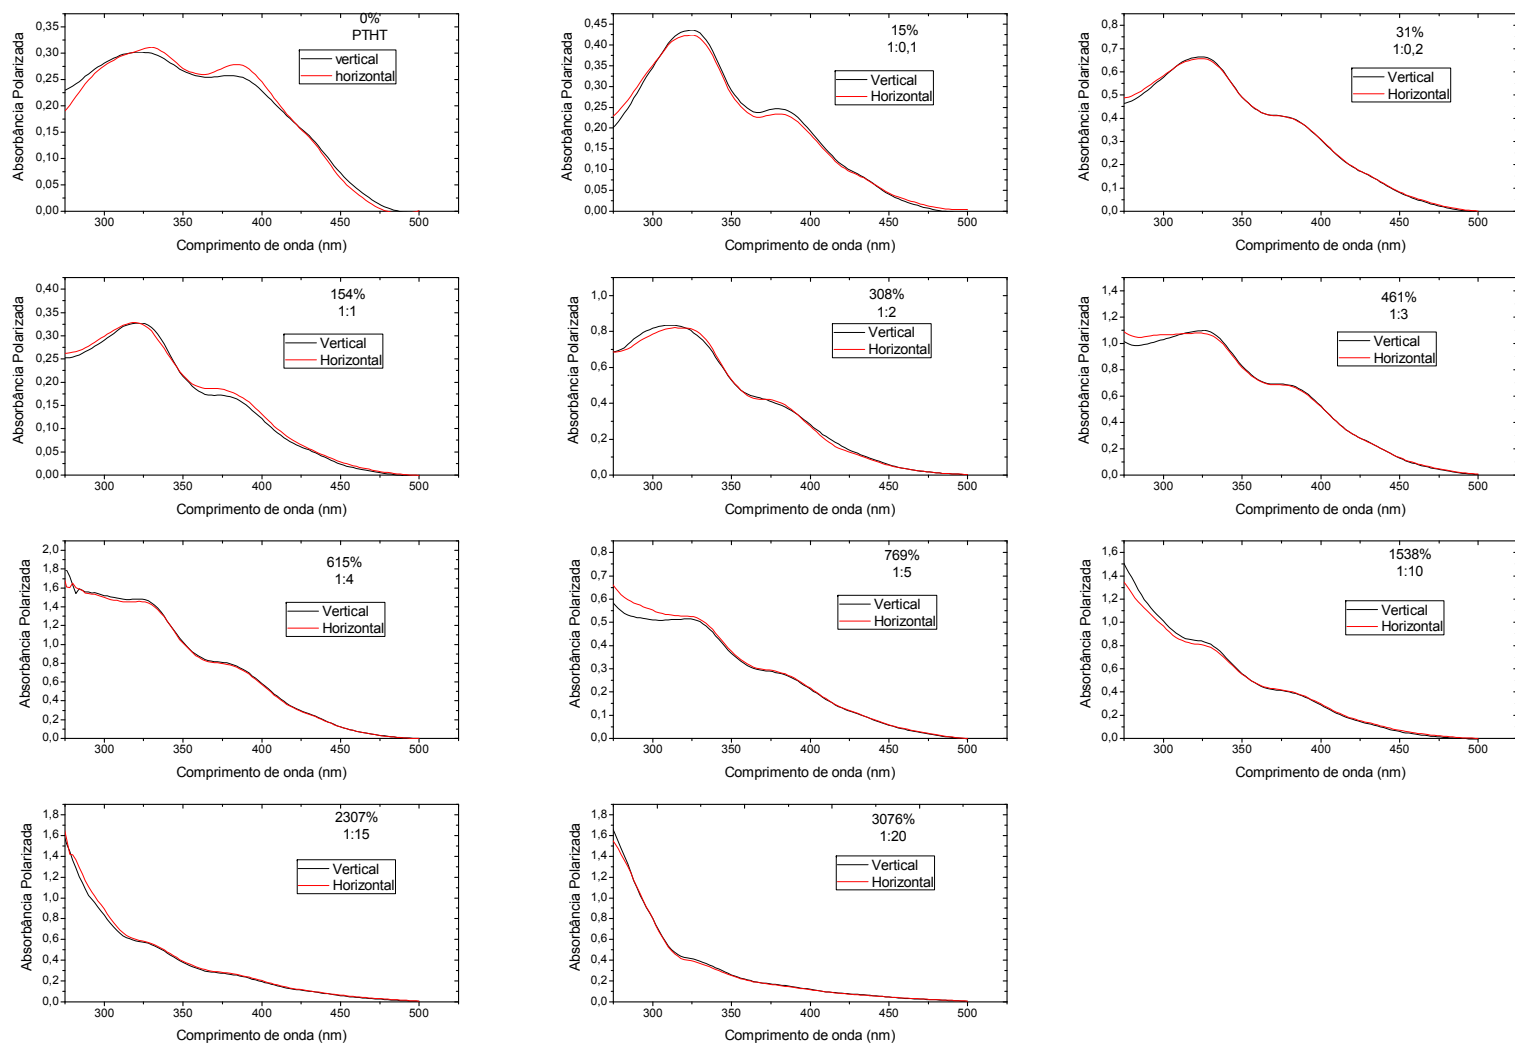 0,35
0,30
0,25
0,20
0,15
0,10
0,05
0,00
Absorbância Polarizada
0%
PTHT
vertical
horizontal
300 350 400 450 500
Comprimento de onda (nm)
0,45
0,40
0,35
0,30
0,25
0,20
0,15
0,10
0,05
0,00
Absorbância Polarizada
15%
1:0,1
Vertical
Horizontal
300 350 400 450 500
Comprimento de onda (nm)
0,8
0,7
0,6
0,5
0,4
0,3
0,2
0,1
0,0
Absorbância Polarizada
31%
1:0,2
Vertical
Horizontal
300 350 400 450 500
Comprimento de onda (nm)
0,40
0,35
0,30
0,25
0,20
0,15
0,10
0,05
0,00
Absorbância Polarizada
154%
1:1
Vertical
Horizontal
300 350 400 450 500
Comprimento de onda (nm)
1,0
0,8
0,6
0,4
0,2
0,0
Absorbância Polarizada
308%
1:2
Vertical
Horizontal
300 350 400 450 500
Comprimento de onda (nm)
1,4
1,2
1,0
0,8
0,6
0,4
0,2
0,0
Absorbância Polarizada
461%
1:3
Vertical
Horizontal
300 350 400 450 500
Comprimento de onda (nm)
2,0
1,8
1,6
1,4
1,2
1,0
0,8
0,6
0,4
0,2
0,0
Absorbância Polarizada
615%
1:4
Vertical
Horizontal
300 350 400 450 500
Comprimento de onda (nm)
0,8
0,7
0,6
0,5
0,4
0,3
0,2
0,1
0,0
Absorbância Polarizada
769%
1:5
Vertical
Horizontal
300 350 400 450 500
Comprimento de onda (nm)
1,6
1,4
1,2
1,0
0,8
0,6
0,4
0,2
0,0
Absorbância Polarizada
1538%
1:10
Vertical
Horizontal
300 350 400 450 500
Comprimento de onda (nm)
1,8
1,6
1,4
1,2
1,0
0,8
0,6
0,4
0,2
0,0
Absorbância Polarizada
2307%
1:15
Vertical
Horizontal
300 350 400 450 500
Comprimento de onda (nm)
1,8
1,6
1,4
1,2
1,0
0,8
0,6
0,4
0,2
0,0
Absorbância Polarizada
3076%
1:20
Vertical
Horizontal
300 350 400 450 500
Comprimento de onda (nm)